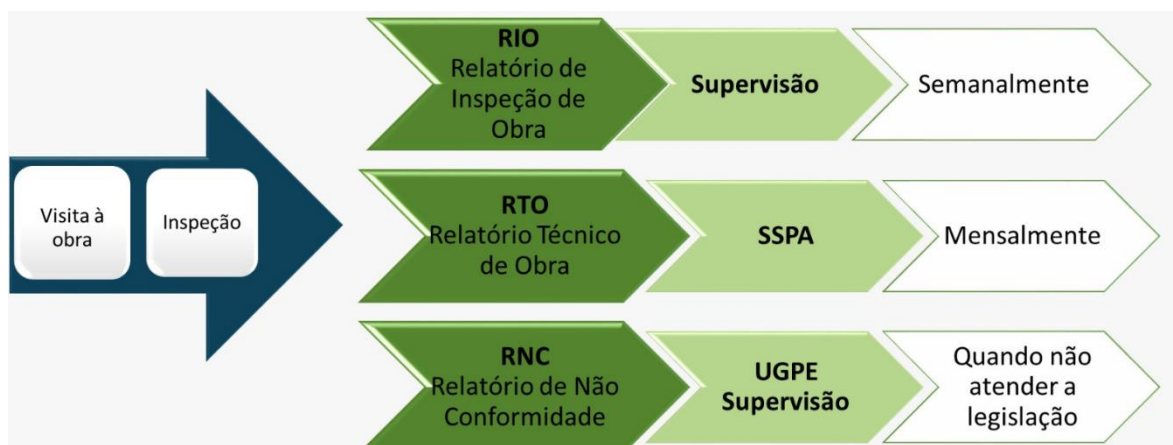 Visita à
obra
Inspeção
RIO
Relatório de
Inspeção de
Obra
Supervisão
Semanalmente
RTO
Relatório Técnico
de Obra
SSPA
Mensalmente
RNC
Relatório de Não
Conformidade
UGPE
Supervisão
Quando não
atender a
legislação